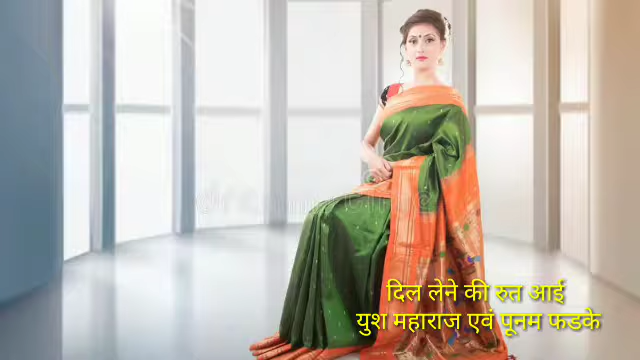 दिल लेने की रुत आई
युश महाराज एवं पूनम फडके